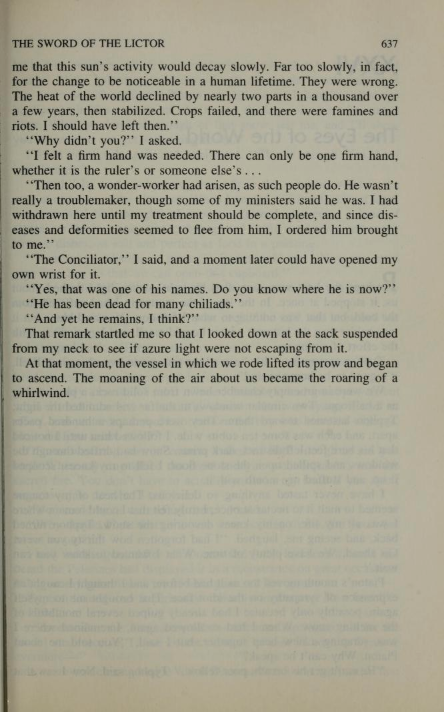 THE SWORD OF THE LICTOR 637
me that this sun's activity would decay slowly. Far too slowly, in fact,
for the change to be noticeable in a human lifetime. They were wrong.
The heat of the world declined by nearly two parts in a thousand over
a few years, then stabilized. Crops failed, and there were famines and
riots. I should have left then.''
''Why didn't you?'' I asked.
''I felt a firm hand was needed. There can only be one firm hand,
whether it is the ruler's or someone else's . . .
''Then too, a wonder-worker had arisen, as such people do. He wasn't
really a troublemaker, though some of my ministers said he was. I had
withdrawn here until my treatment should be complete, and since dis-
eases and deformities seemed to flee from him, I ordered him brought
to me.''
''The Conciliator,'' I said, and a moment later could have opened my
own wrist for it.
''Yes, that was one of his names. Do you know where he is now?''
''He has been dead for many chiliads.''
''And yet he remains, I think?''
That remark startled me so that I looked down at the sack suspended
from my neck to see if azure light were not escaping from it.
At that moment, the vessel in which we rode lifted its prow and began
to ascend. The moaning of the air about us became the roaring of a
whirlwind.